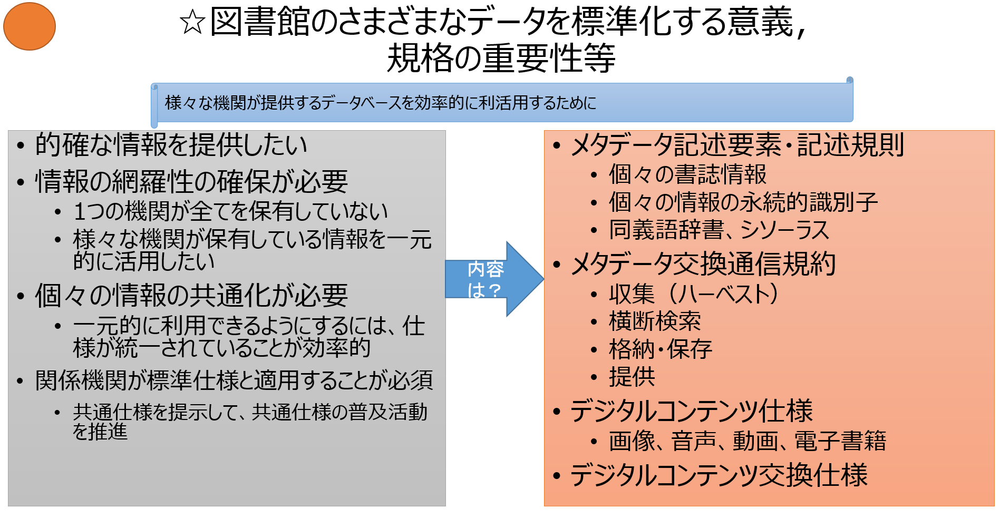 ☆図書館のさまざまなデータを標準化する意義,
規格の重要性等
様々な機関が提供するデータベースを効率的に利活用するために
• 的確な情報を提供したい
• 情報の網羅性の確保が必要
• 1つの機関が全てを保有していない
• 様々な機関が保有している情報を一元
的に活用したい
• 個々の情報の共通化が必要
• 一元的に利用できるようにするには、仕
様が統一されていることが効率的
• 関係機関が標準仕様と適用することが必須
• 共通仕様を提示して、共通仕様の普及活動
を推進
内容
は？
• メタデータ記述要素・記述規則
• 個々の書誌情報
• 個々の情報の永続的識別子
• 同義語辞書、シソーラス
• メタデータ交換通信規約
• 収集（ハーベスト）
• 横断検索
• 格納・保存
• 提供
• デジタルコンテンツ仕様
• 画像、音声、動画、電子書籍
• デジタルコンテンツ交換仕様